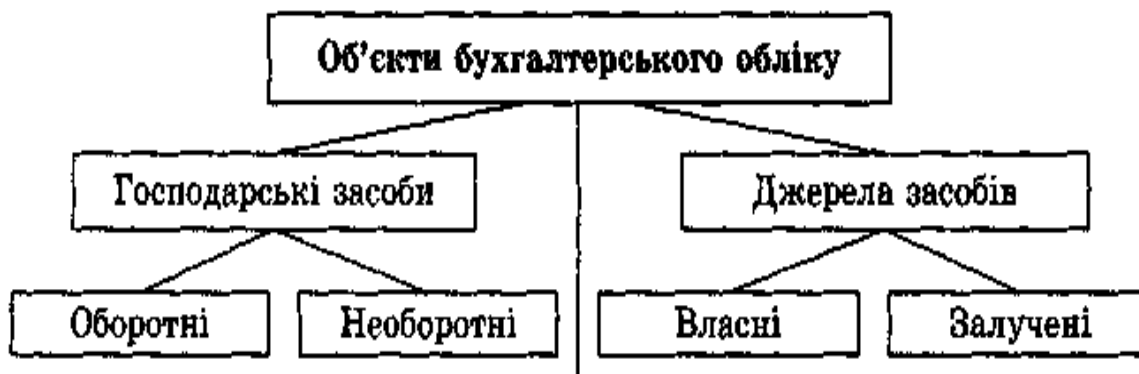 Об'єкти бухгалтерського обліку
Господарські засоби
Джерела засобів
Оборотні
Необоротні
Власні
Залучені